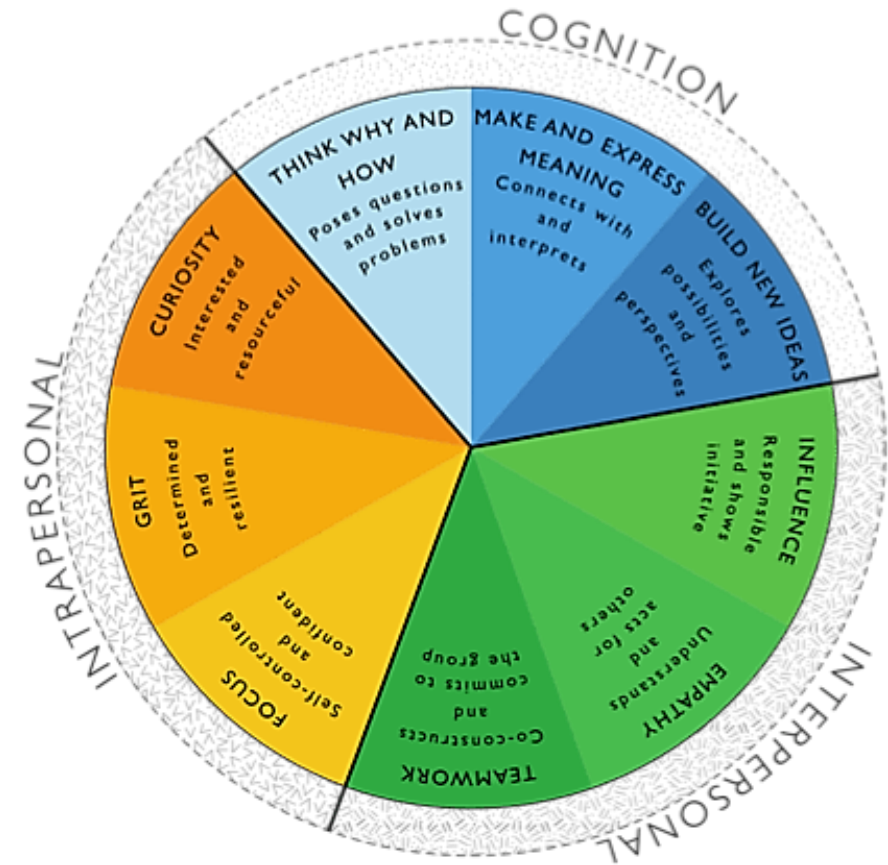 COGNITION
THINK WHY AND
HOW
Poses questions
and solves
problems
MAKE AND EXPRESS
MEANING
Connects with
and
interprets
BUILD NEW IDEAS
Explores
possibilities
and
perspectives
INTERPERSONAL
INFLUENCE
Responsible
and shows
initiative
EMPATHY
Understands
and
acts for
others
TEAMWORK
Co-constructs
and
commits to
the group
INTRAPERSONAL
FOCUS
Self-controlled
and
confident
GRIT
Determined
and
resilient
CURIOSITY
Interested
and
resourceful